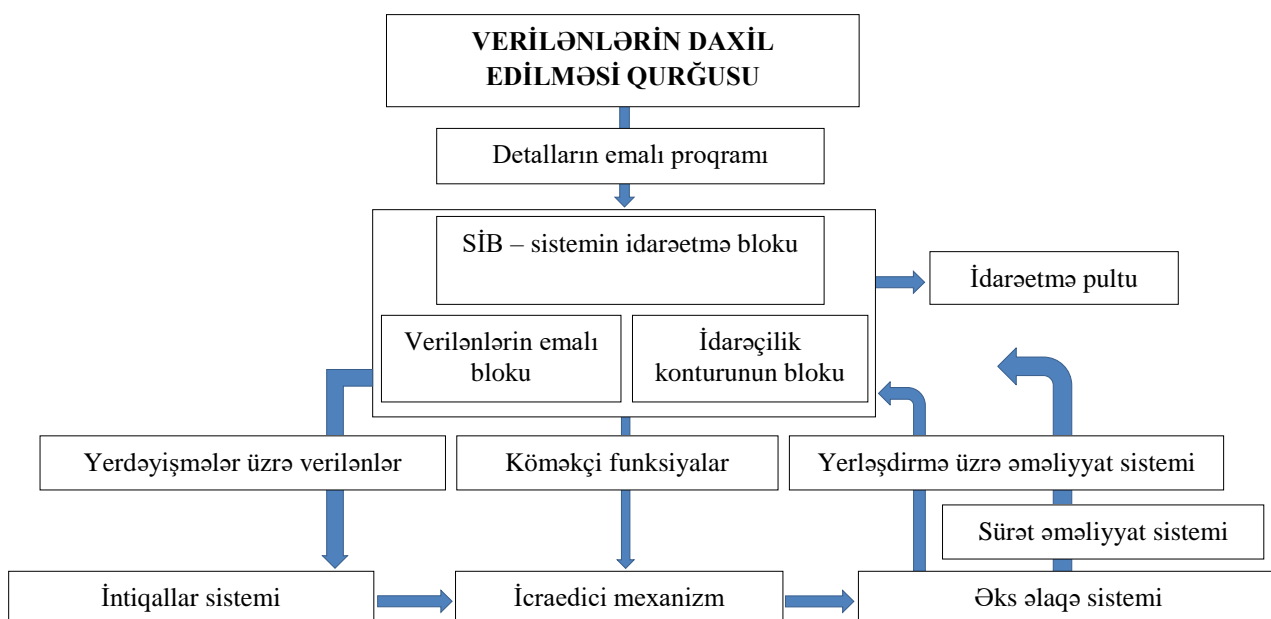 VERİLƏNLƏRİN DAXİL
EDİLMƏSİ QURĞUSU
Detalların emalı proqramı
SİB – sistemin idarəetmə bloku
İdarəetmə pultu
Verilənlərin emalı
bloku
İdarəçilik
konturunun bloku
Yerdəyişmələr üzrə verilənlər
Köməkçi funksiyalar
Yerləşdirmə üzrə əməliyyat sistemi
Sürət əməliyyat sistemi
İntiqallar sistemi
İcraedici mexanizm
Əks əlaqə sistemi